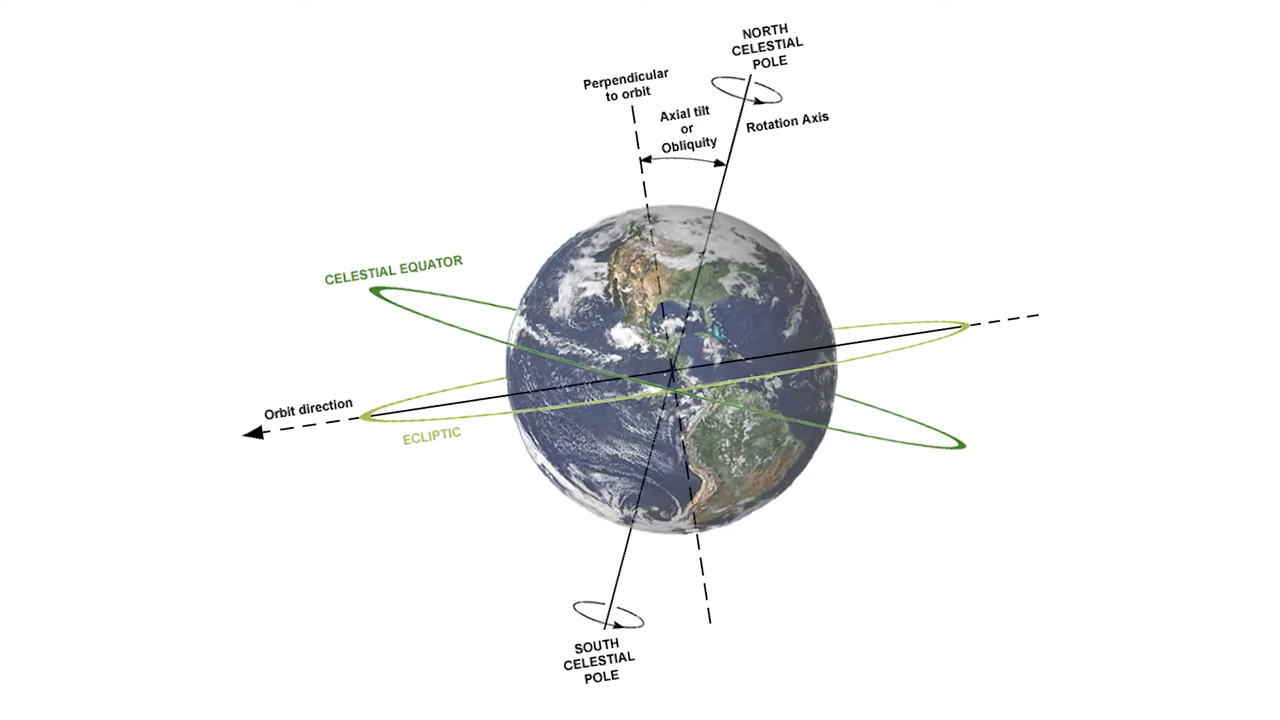 NORTH
CELESTIAL
POLE
Perpendicular
to orbit
Axial tilt
or
Obliquity
Rotation Axis
CELESTIAL EQUATOR
Orbit direction
ECLIPTIC
SOUTH
CELESTIAL
POLE